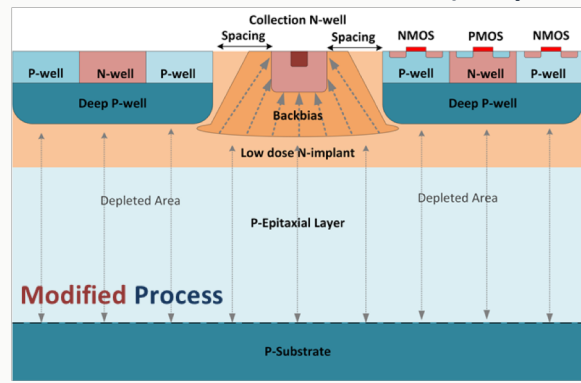 Collection N-well
Spacing
Spacing
NMOS
PMOS
NMOS
P-well
N-well
P-well
P-well
N-well
P-well
Deep P-well
Deep P-well
Backbias
Low dose N-implant
Depleted Area
Depleted Area
P-Epitaxial Layer
Modified Process
P-Substrate